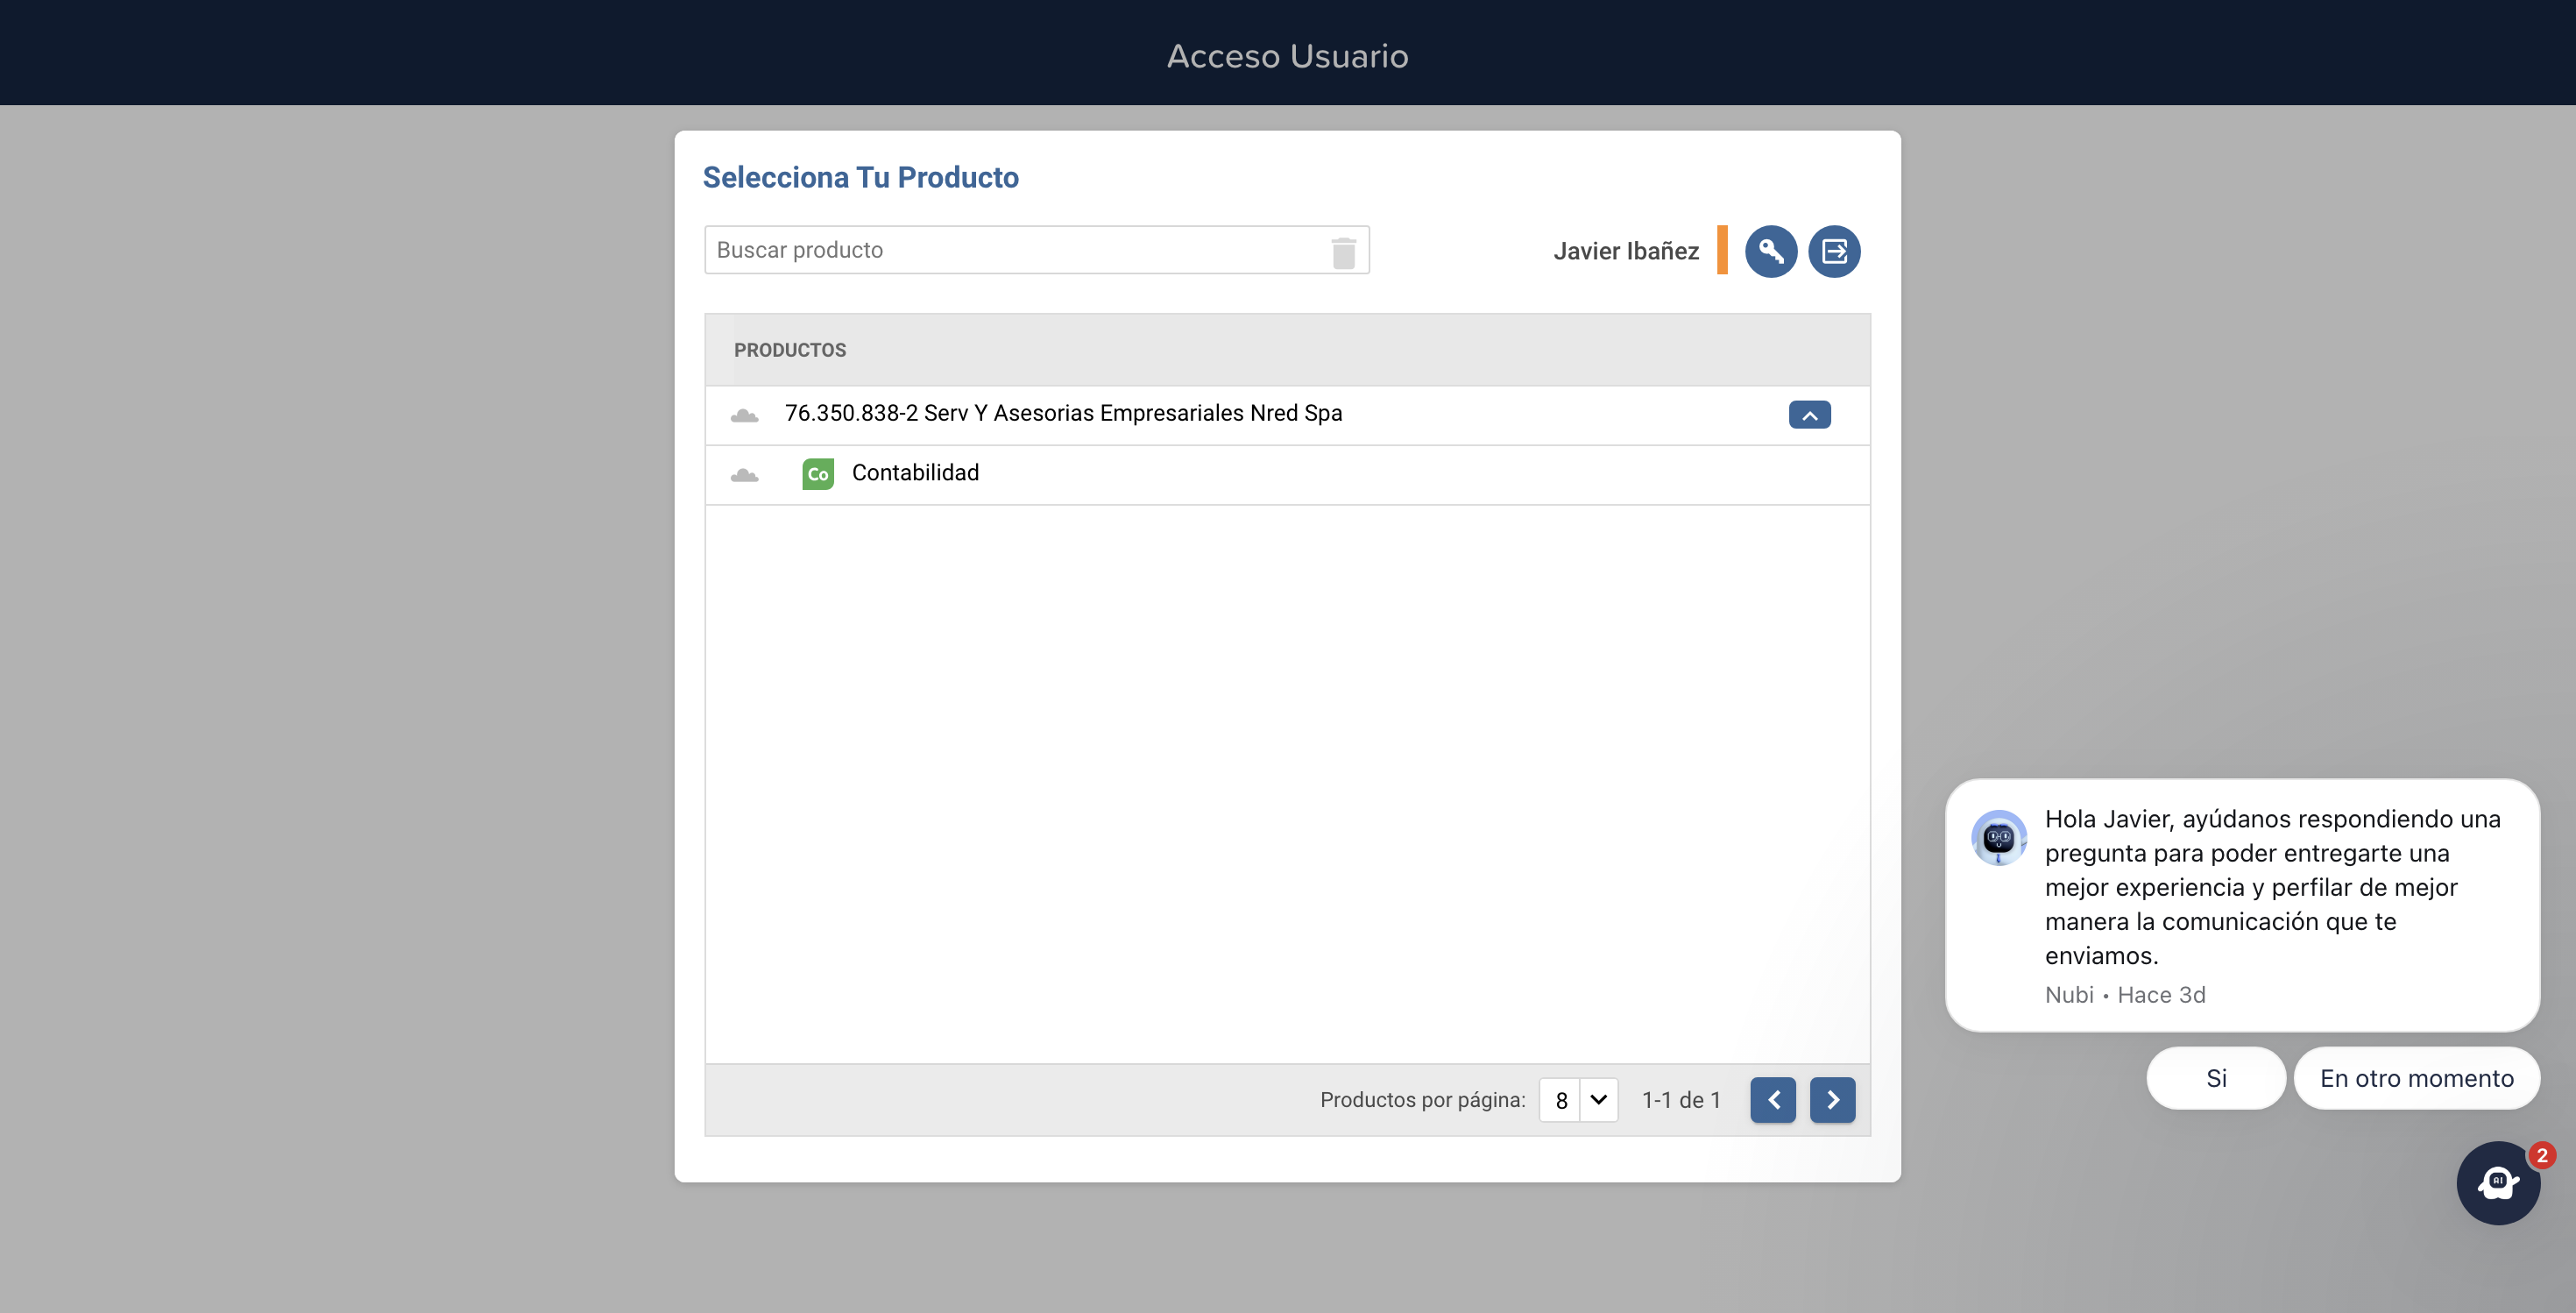 Acceso Usuario
Selecciona Tu Producto
Buscar producto
Javier Ibañez
PRODUCTOS
76.350.838-2 Serv Y Asesorias Empresariales Nred Spa
Co Contabilidad
Hola Javier, ayúdanos respondiendo una
pregunta para poder entregarte una
mejor experiencia y perfilar de mejor
manera la comunicación que te
enviamos.
Nubi • Hace 3d
Si
En otro momento
Productos por página: 8 1-1 de 1
2
AI